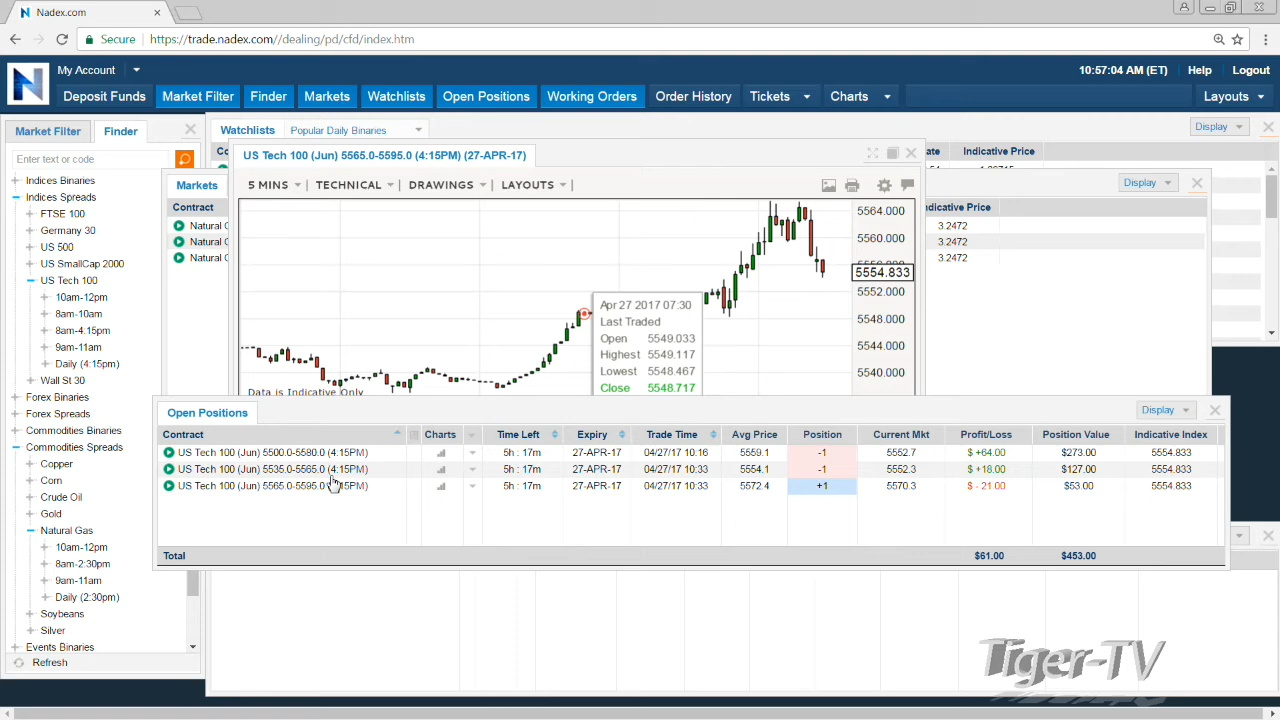 Nadex.com
Secure https://trade.nadex.com//dealing/pd/cfd/index.htm
My Account
10:57:04 AM (ET) Help Logout
Deposit Funds Market Filter Finder Markets Watchlists Open Positions Working Orders Order History Tickets Charts Layouts
Market Filter Finder
Enter text or code
Indices Binaries
Indices Spreads
FTSE 100
Germany 30
US 500
US SmallCap 2000
US Tech 100
10am-12pm
8am-10am
8am-4.15pm
9am-11am
Daily (4:15pm)
Wall St 30
Forex Binaries
Forex Spreads
Commodities Binaries
Commodities Spreads
Copper
Corn
Crude Oil
Gold
Natural Gas
10am-12pm
8am-2:30pm
9am-11am
Daily (2:30pm)
Soybeans
Silver
Events Binaries
Refresh
Watchlists Popular Daily Binaries Display
Indicative Price
Markets Display
Contract
Natural
Natural
Natural
Indicative Price
3.2472
3.2472
3.2472
US Tech 100 (Jun) 5565.0-5595.0 (4:15PM) (27-APR-17)
5 MINS TECHNICAL DRAWINGS LAYOUTS
5564.000
5560.000
5554.833
5552.000
5548.000
5544.000
5540.000
Apr 27 2017 07:30
Last Traded
Open 5549.033
Highest 5549.117
Lowest 5548.467
Close 5548.717
Data is Indicative Only
Open Positions Display
Contract Charts Time Left Expiry Trade Time Avg Price Position Current Mkt Profit/Loss Position Value Indicative Index
US Tech 100 (Jun) 5500.0-5580.0 (4:15PM) 5h : 17m 27-APR-17 04/27/17 10:16 5559.1 -1 5552.7 $ +64.00 $273.00 5554.833
US Tech 100 (Jun) 5535.0-5565.0 (4:15PM) 5h : 17m 27-APR-17 04/27/17 10:33 5554.1 -1 5552.3 $ +18.00 $127.00 5554.833
US Tech 100 (Jun) 5565.0-5595.0 (4:15PM) 5h : 17m 27-APR-17 04/27/17 10:33 5572.4 +1 5570.3 $ - 21.00 $53.00 5554.833
Total $61.00 $453.00
Tiger-TV